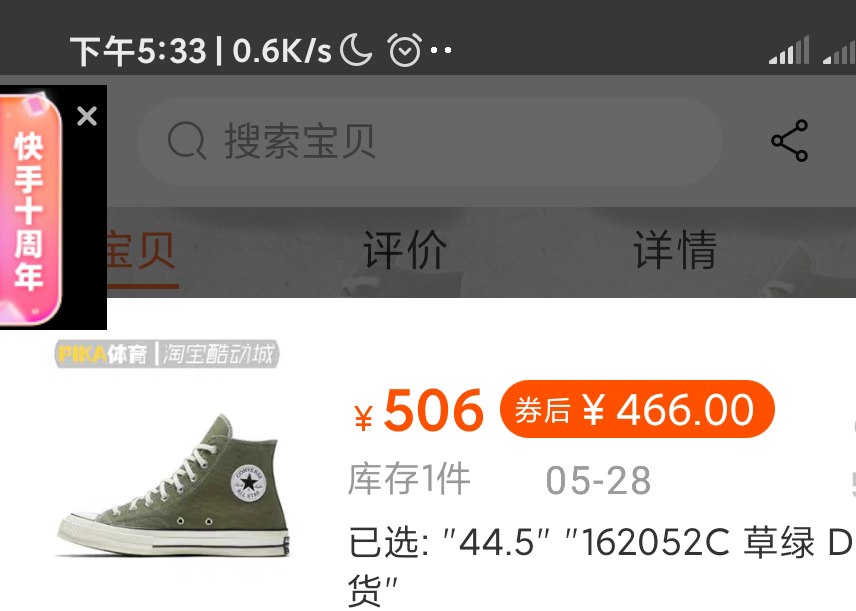 下午5:33 | 0.6K/s
快手十周年
搜索宝贝
宝贝 评价 详情
PIKA体育 | 淘宝酷动城
¥506 券后 ¥ 466.00
CONVERSE
ALL STAR
库存1件 05-28
已选: "44.5" "162052C 草绿 D
货"